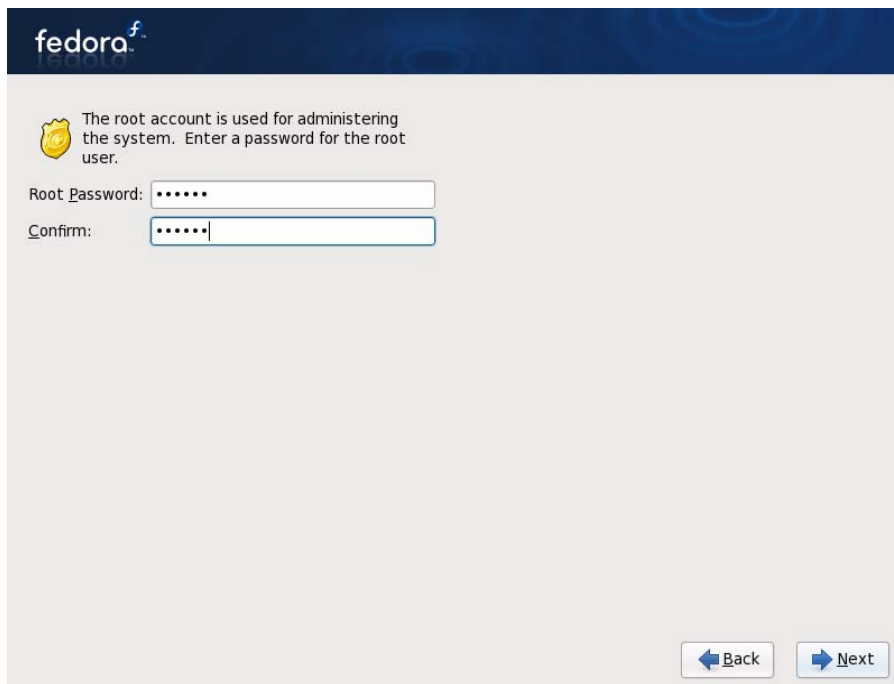 fedora
The root account is used for administering
the system. Enter a password for the root
user.
Root Password: ••••••
Confirm: ••••••
Back Next